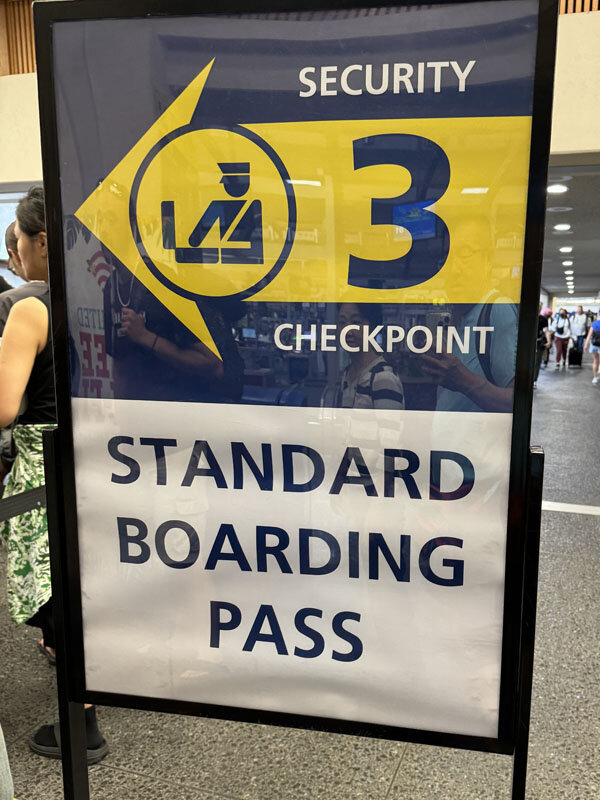 SECURITY
3
CHECKPOINT
STANDARD
BOARDING
PASS